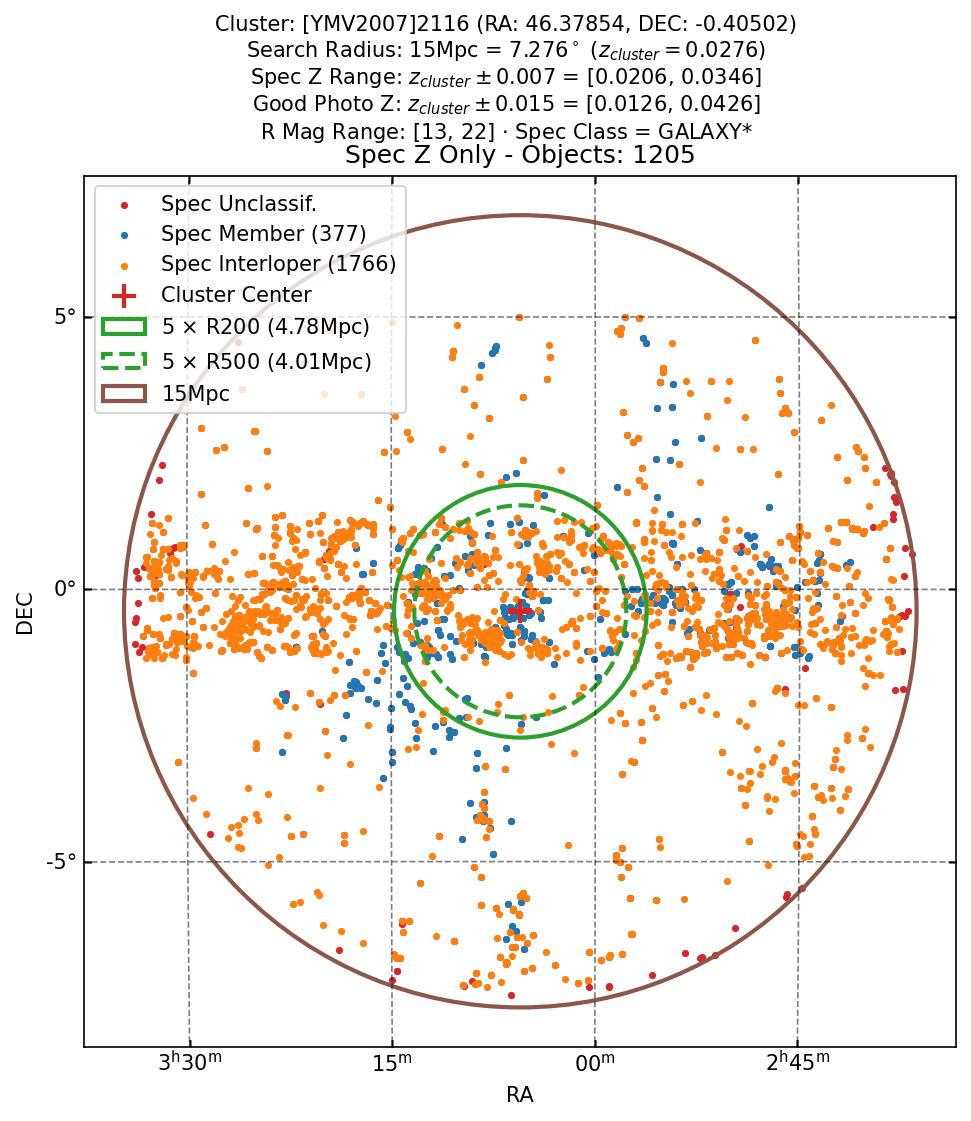 Cluster: [YMV2007]2116 (RA: 46.37854, DEC: -0.40502)
Search Radius: 15Mpc = 7.276° (z_cluster = 0.0276)
Spec Z Range: z_cluster ± 0.007 = [0.0206, 0.0346]
Good Photo Z: z_cluster ± 0.015 = [0.0126, 0.0426]
R Mag Range: [13, 22] · Spec Class = GALAXY*
Spec Z Only - Objects: 1205
Spec Unclassif.
Spec Member (377)
Spec Interloper (1766)
Cluster Center
5 × R200 (4.78Mpc)
5 × R500 (4.01Mpc)
15Mpc
5°
0°
-5°
DEC
3h30m
15m
00m
2h45m
RA